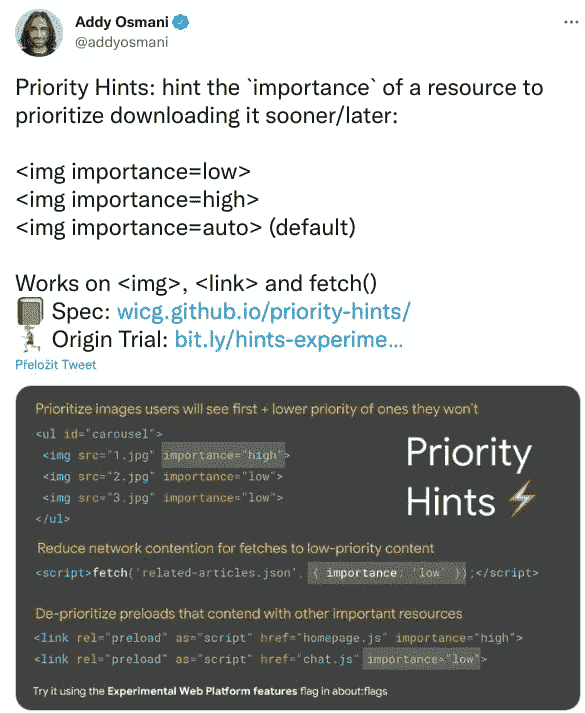 Addy Osmani
@addyosmani
Priority Hints: hint the `importance` of a resource to
prioritize downloading it sooner/later:
<img importance=low>
<img importance=high>
<img importance=auto> (default)
Works on <img>, <link> and fetch()
Spec: wicg.github.io/priority-hints/
Origin Trial: bit.ly/hints-experime...
Přeložit Tweet
Prioritize images users will see first + lower priority of ones they won't
<ul id="carousel">
<img src="1.jpg" importance="high">
<img src="2.jpg" importance="low">
<img src="3.jpg" importance="low">
</ul>
Priority
Hints
Reduce network contention for fetches to low-priority content
<script>fetch('related-articles.json', { importance: 'low' });</script>
De-prioritize preloads that contend with other important resources
<link rel="preload" as="script" href="homepage.js" importance="high">
<link rel="preload" as="script" href="chat.js" importance="low">
Try it using the Experimental Web Platform features flag in about:flags